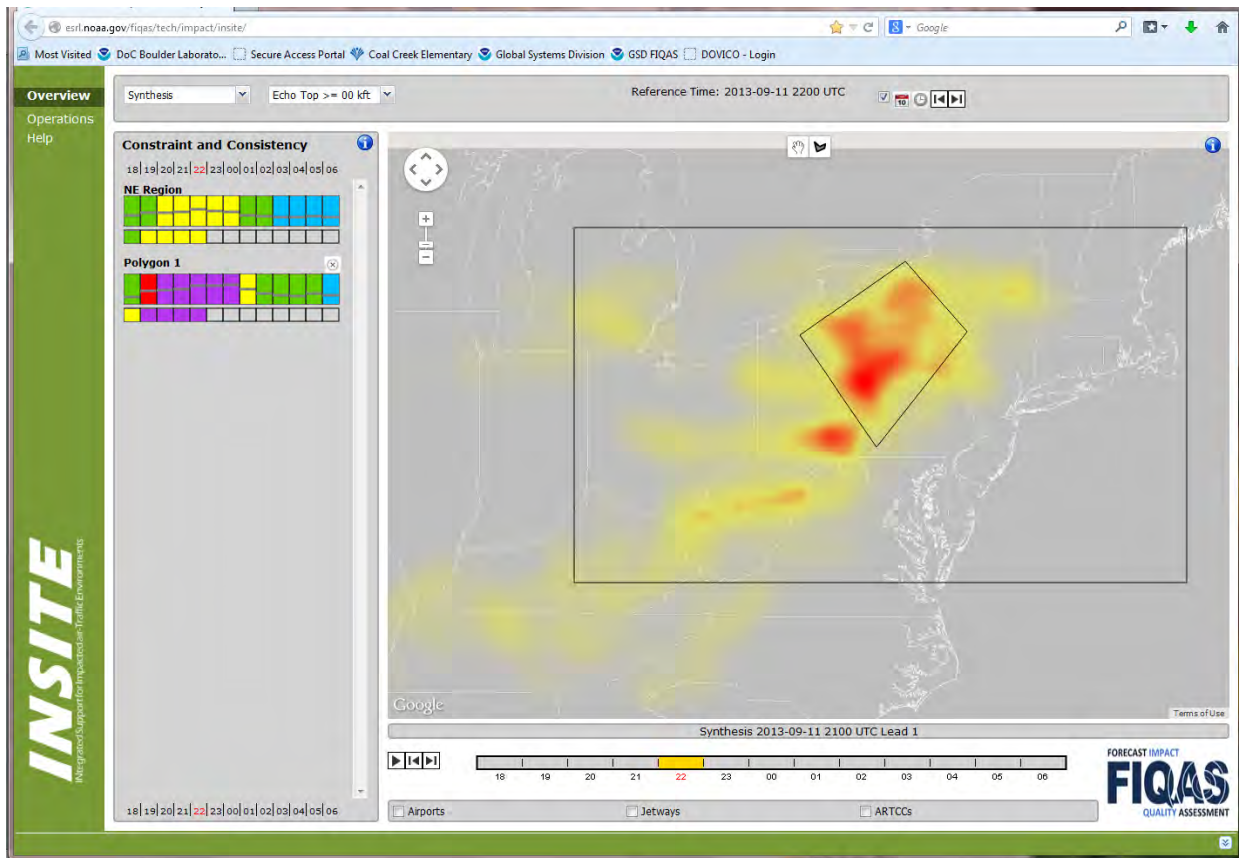 esrl.noaa.gov/fiqas/tech/impact/insite/
Google
Most Visited DoC Boulder Laborato... Secure Access Portal Coal Creek Elementary Global Systems Division GSD FIQAS DOVICO - Login
Overview
Operations
Help
Synthesis
Echo Top >= 00 kft
Reference Time: 2013-09-11 2200 UTC
10
Constraint and Consistency
18|19|20|21|22|23|00|01|02|03|04|05|06
NE Region
Polygon 1
18|19|20|21|22|23|00|01|02|03|04|05|06
INSITE
INtegrated Support for Impacted air-Traffic Environments
Google
Terms of Use
Synthesis 2013-09-11 2100 UTC Lead 1
18 19 20 21 22 23 00 01 02 03 04 05 06
Airports
Jetways
ARTCCs
FORECAST IMPACT
FIQAS
QUALITY ASSESSMENT